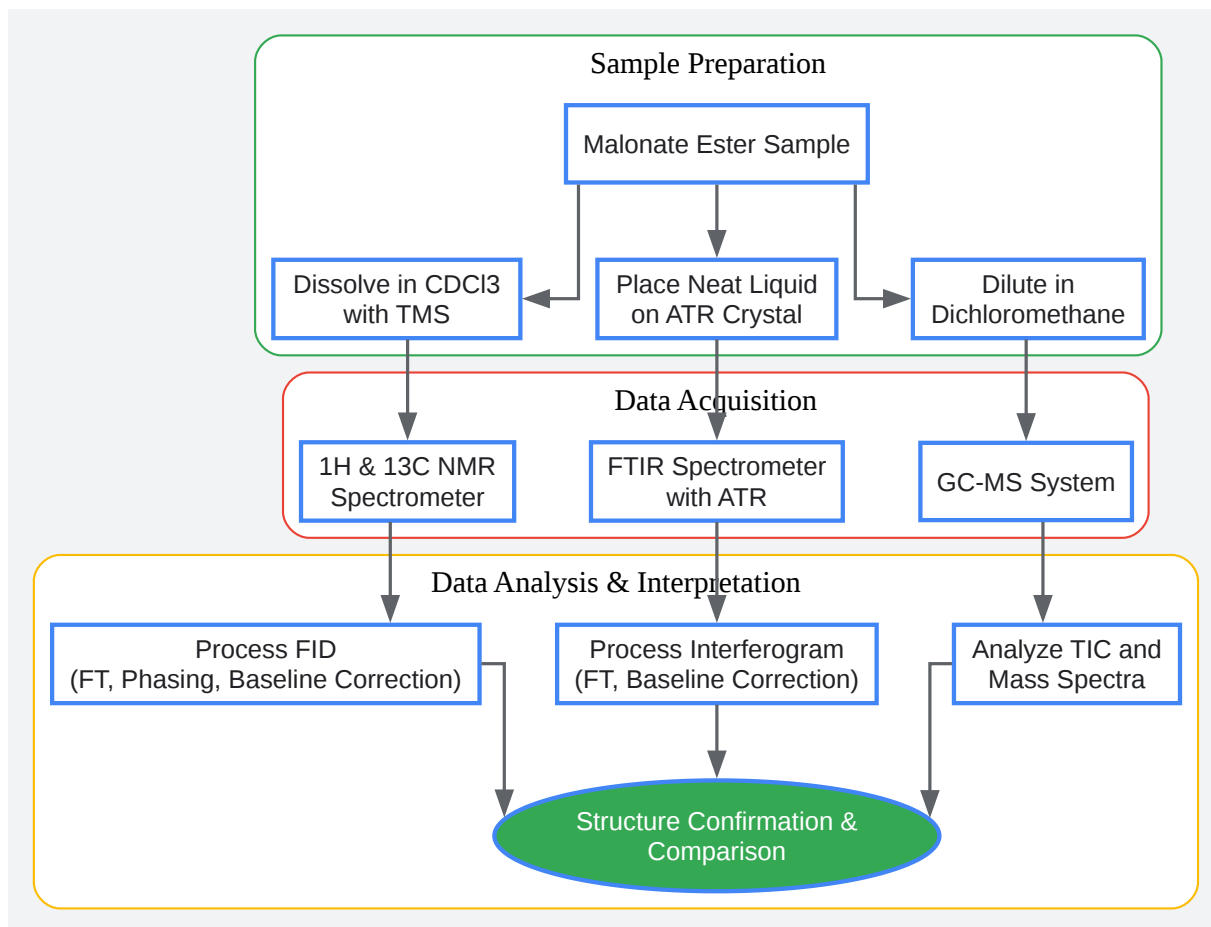 Sample Preparation
Malonate Ester Sample
Dissolve in CDCl3
with TMS
Place Neat Liquid
on ATR Crystal
Dilute in
Dichloromethane
Data Acquisition
1H & 13C NMR
Spectrometer
FTIR Spectrometer
with ATR
GC-MS System
Data Analysis & Interpretation
Process FID
(FT, Phasing, Baseline Correction)
Process Interferogram
(FT, Baseline Correction)
Analyze TIC and
Mass Spectra
Structure Confirmation &
Comparison